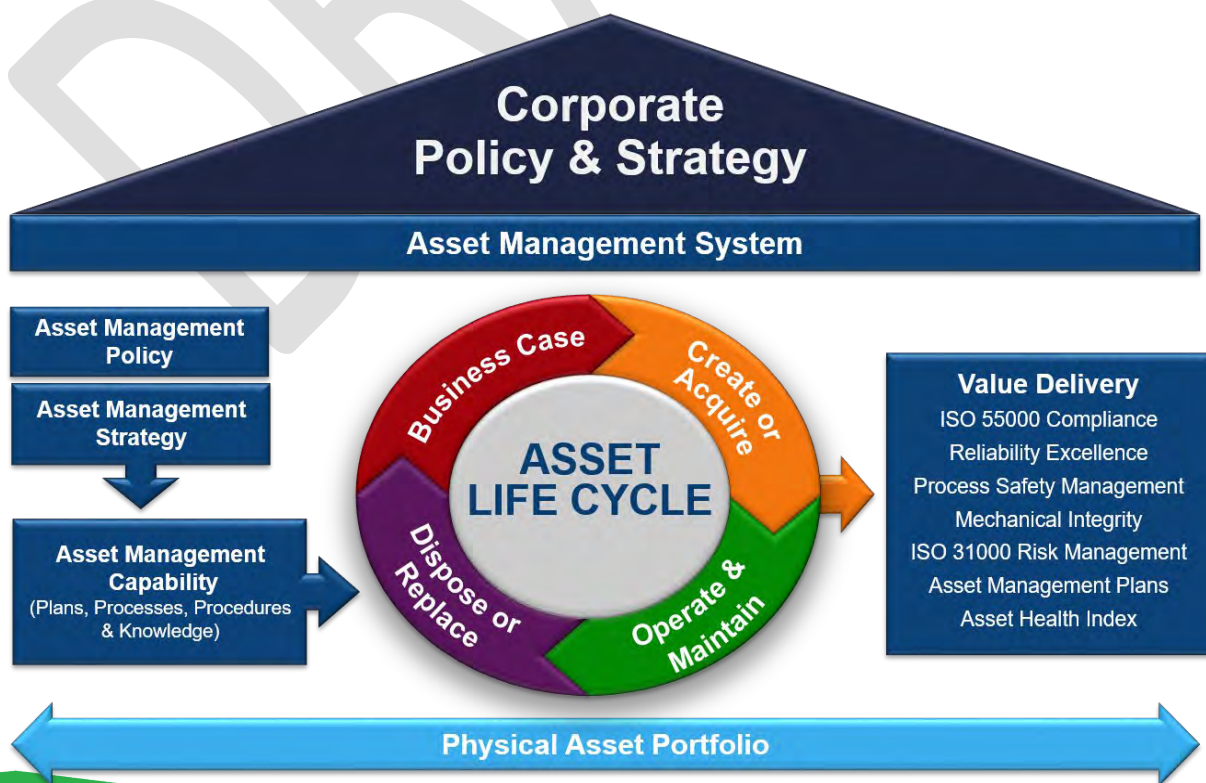 Corporate
Policy & Strategy
Asset Management System
Asset Management
Policy
Asset Management
Strategy
Asset Management
Capability
(Plans, Processes, Procedures
& Knowledge)
Business Case
Create or
Acquire
Operate &
Maintain
Dispose or
Replace
ASSET
LIFE CYCLE
Value Delivery
ISO 55000 Compliance
Reliability Excellence
Process Safety Management
Mechanical Integrity
ISO 31000 Risk Management
Asset Management Plans
Asset Health Index
Physical Asset Portfolio